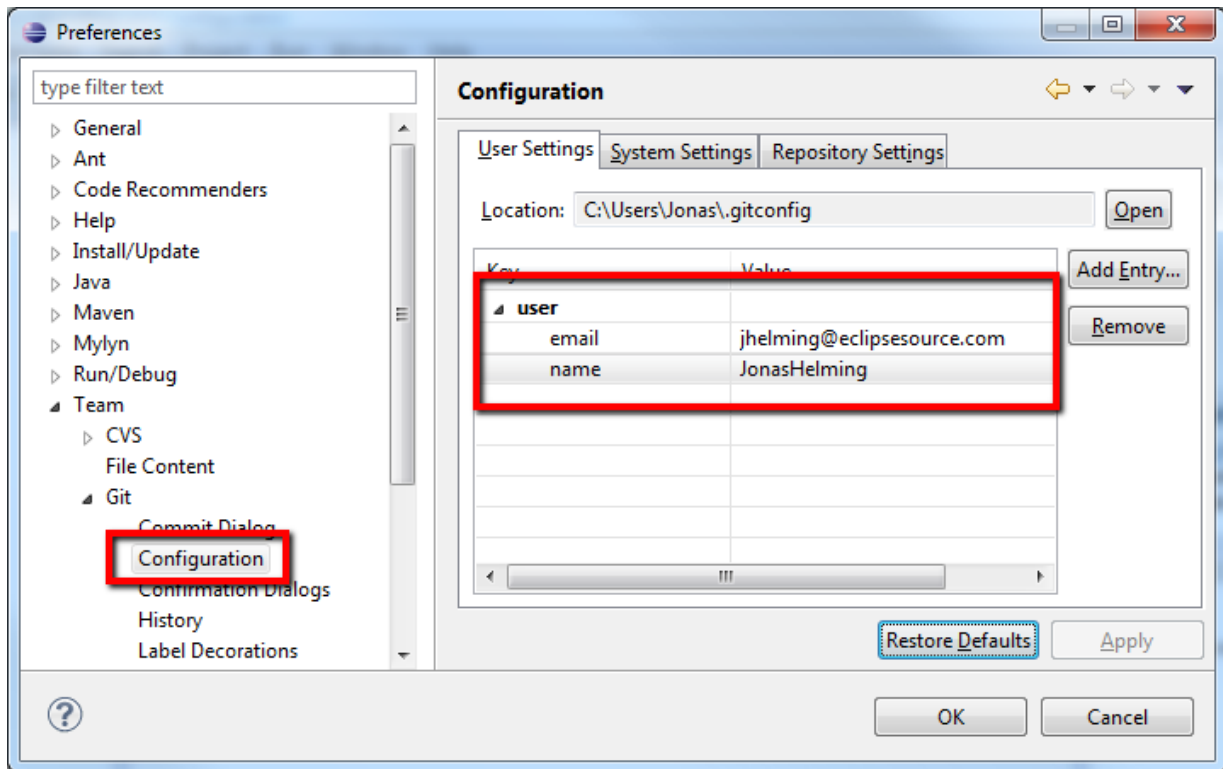 Preferences
type filter text
General
Ant
Code Recommenders
Help
Install/Update
Java
Maven
Mylyn
Run/Debug
Team
CVS
File Content
Git
Commit Dialog
Configuration
Confirmation Dialogs
History
Label Decorations
Configuration
User Settings
System Settings
Repository Settings
Location: C:\Users\Jonas\.gitconfig
Open
Key Value
user
email jhelming@eclipsesource.com
name JonasHelming
Add Entry...
Remove
Restore Defaults
Apply
OK
Cancel